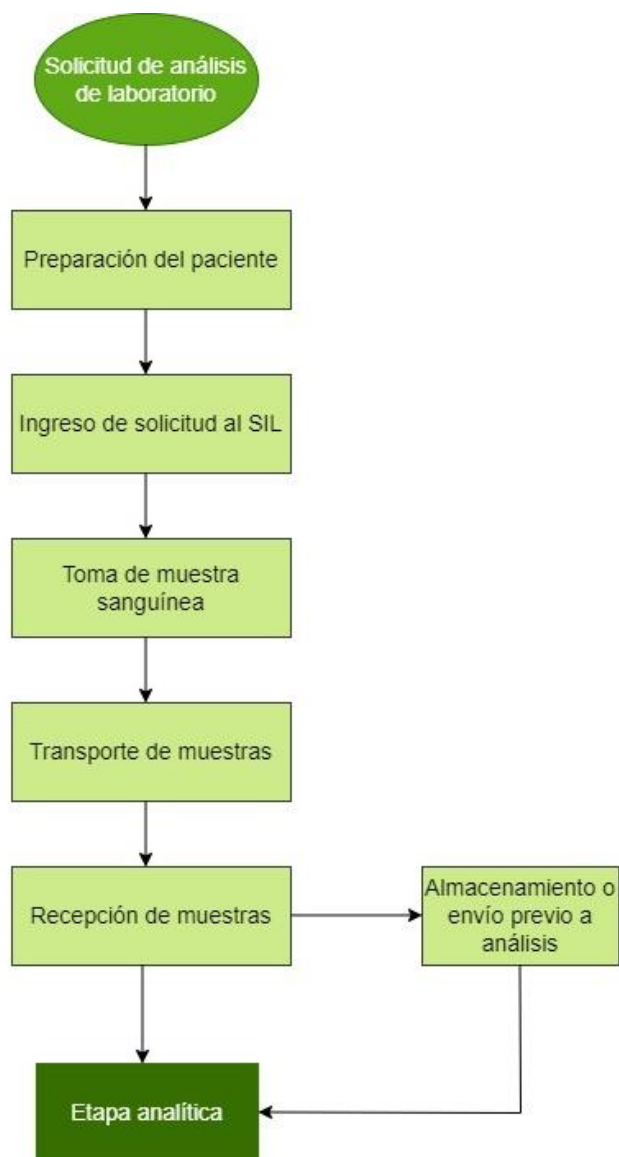 Solicitud de análisis
de laboratorio
Preparación del paciente
Ingreso de solicitud al SIL
Toma de muestra
sanguínea
Transporte de muestras
Recepción de muestras
Almacenamiento o
envío previo a
análisis
Etapa analítica